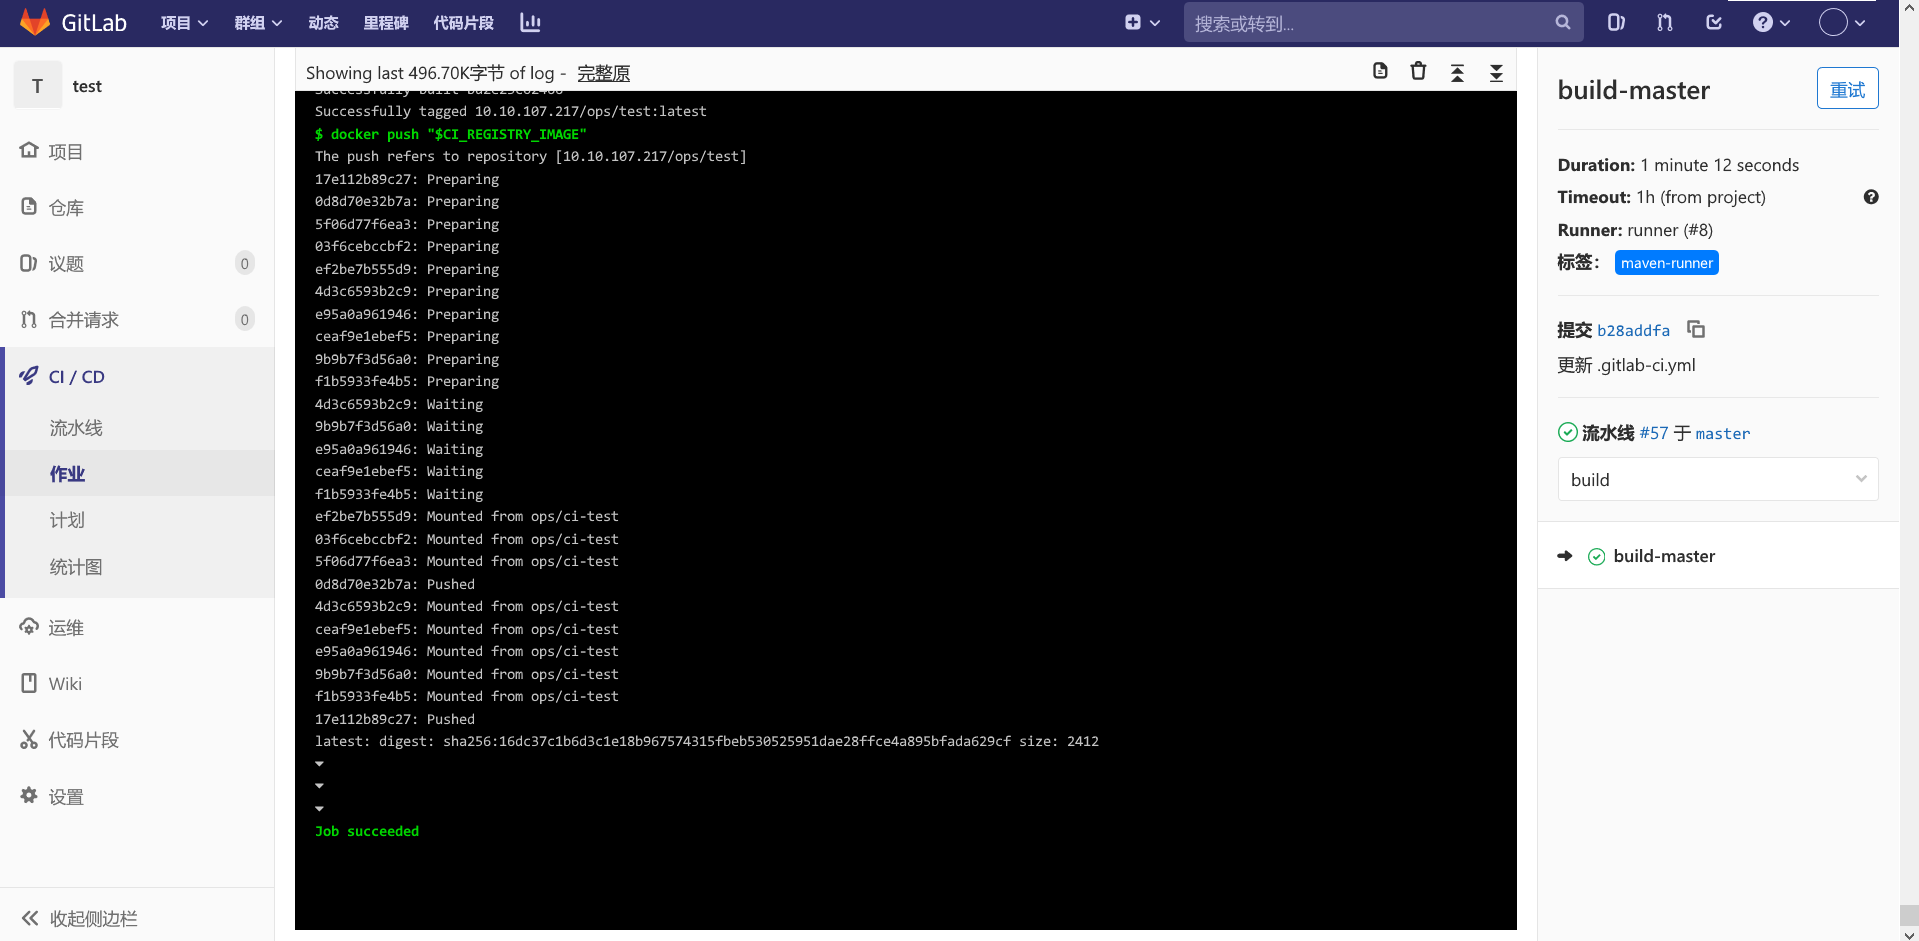 GitLab 项目 群组 动态 里程碑 代码片段 搜索或转到...
T test
项目
仓库
议题 0
合并请求 0
CI / CD
流水线
作业
计划
统计图
运维
Wiki
代码片段
设置
收起侧边栏
Showing last 496.70K字节 of log - 完整原
Successfully built ba2e25c02486
Successfully tagged 10.10.107.217/ops/test:latest
$ docker push "$CI_REGISTRY_IMAGE"
The push refers to repository [10.10.107.217/ops/test]
17e112b89c27: Preparing
0d8d70e32b7a: Preparing
5f06d77f6ea3: Preparing
03f6cebccbf2: Preparing
ef2be7b555d9: Preparing
4d3c6593b2c9: Preparing
e95a0a961946: Preparing
ceaf9e1ebef5: Preparing
9b9b7f3d56a0: Preparing
f1b5933fe4b5: Preparing
4d3c6593b2c9: Waiting
9b9b7f3d56a0: Waiting
e95a0a961946: Waiting
ceaf9e1ebef5: Waiting
f1b5933fe4b5: Waiting
ef2be7b555d9: Mounted from ops/ci-test
03f6cebccbf2: Mounted from ops/ci-test
5f06d77f6ea3: Mounted from ops/ci-test
0d8d70e32b7a: Pushed
4d3c6593b2c9: Mounted from ops/ci-test
ceaf9e1ebef5: Mounted from ops/ci-test
e95a0a961946: Mounted from ops/ci-test
9b9b7f3d56a0: Mounted from ops/ci-test
f1b5933fe4b5: Mounted from ops/ci-test
17e112b89c27: Pushed
latest: digest: sha256:16dc37c1b6d3c1e18b967574315fbeb530525951dae28ffce4a895bfada629cf size: 2412
Job succeeded
build-master 重试
Duration: 1 minute 12 seconds
Timeout: 1h (from project)
Runner: runner (#8)
标签： maven-runner
提交 b28addfa
更新 .gitlab-ci.yml
流水线 #57 于 master
build
build-master